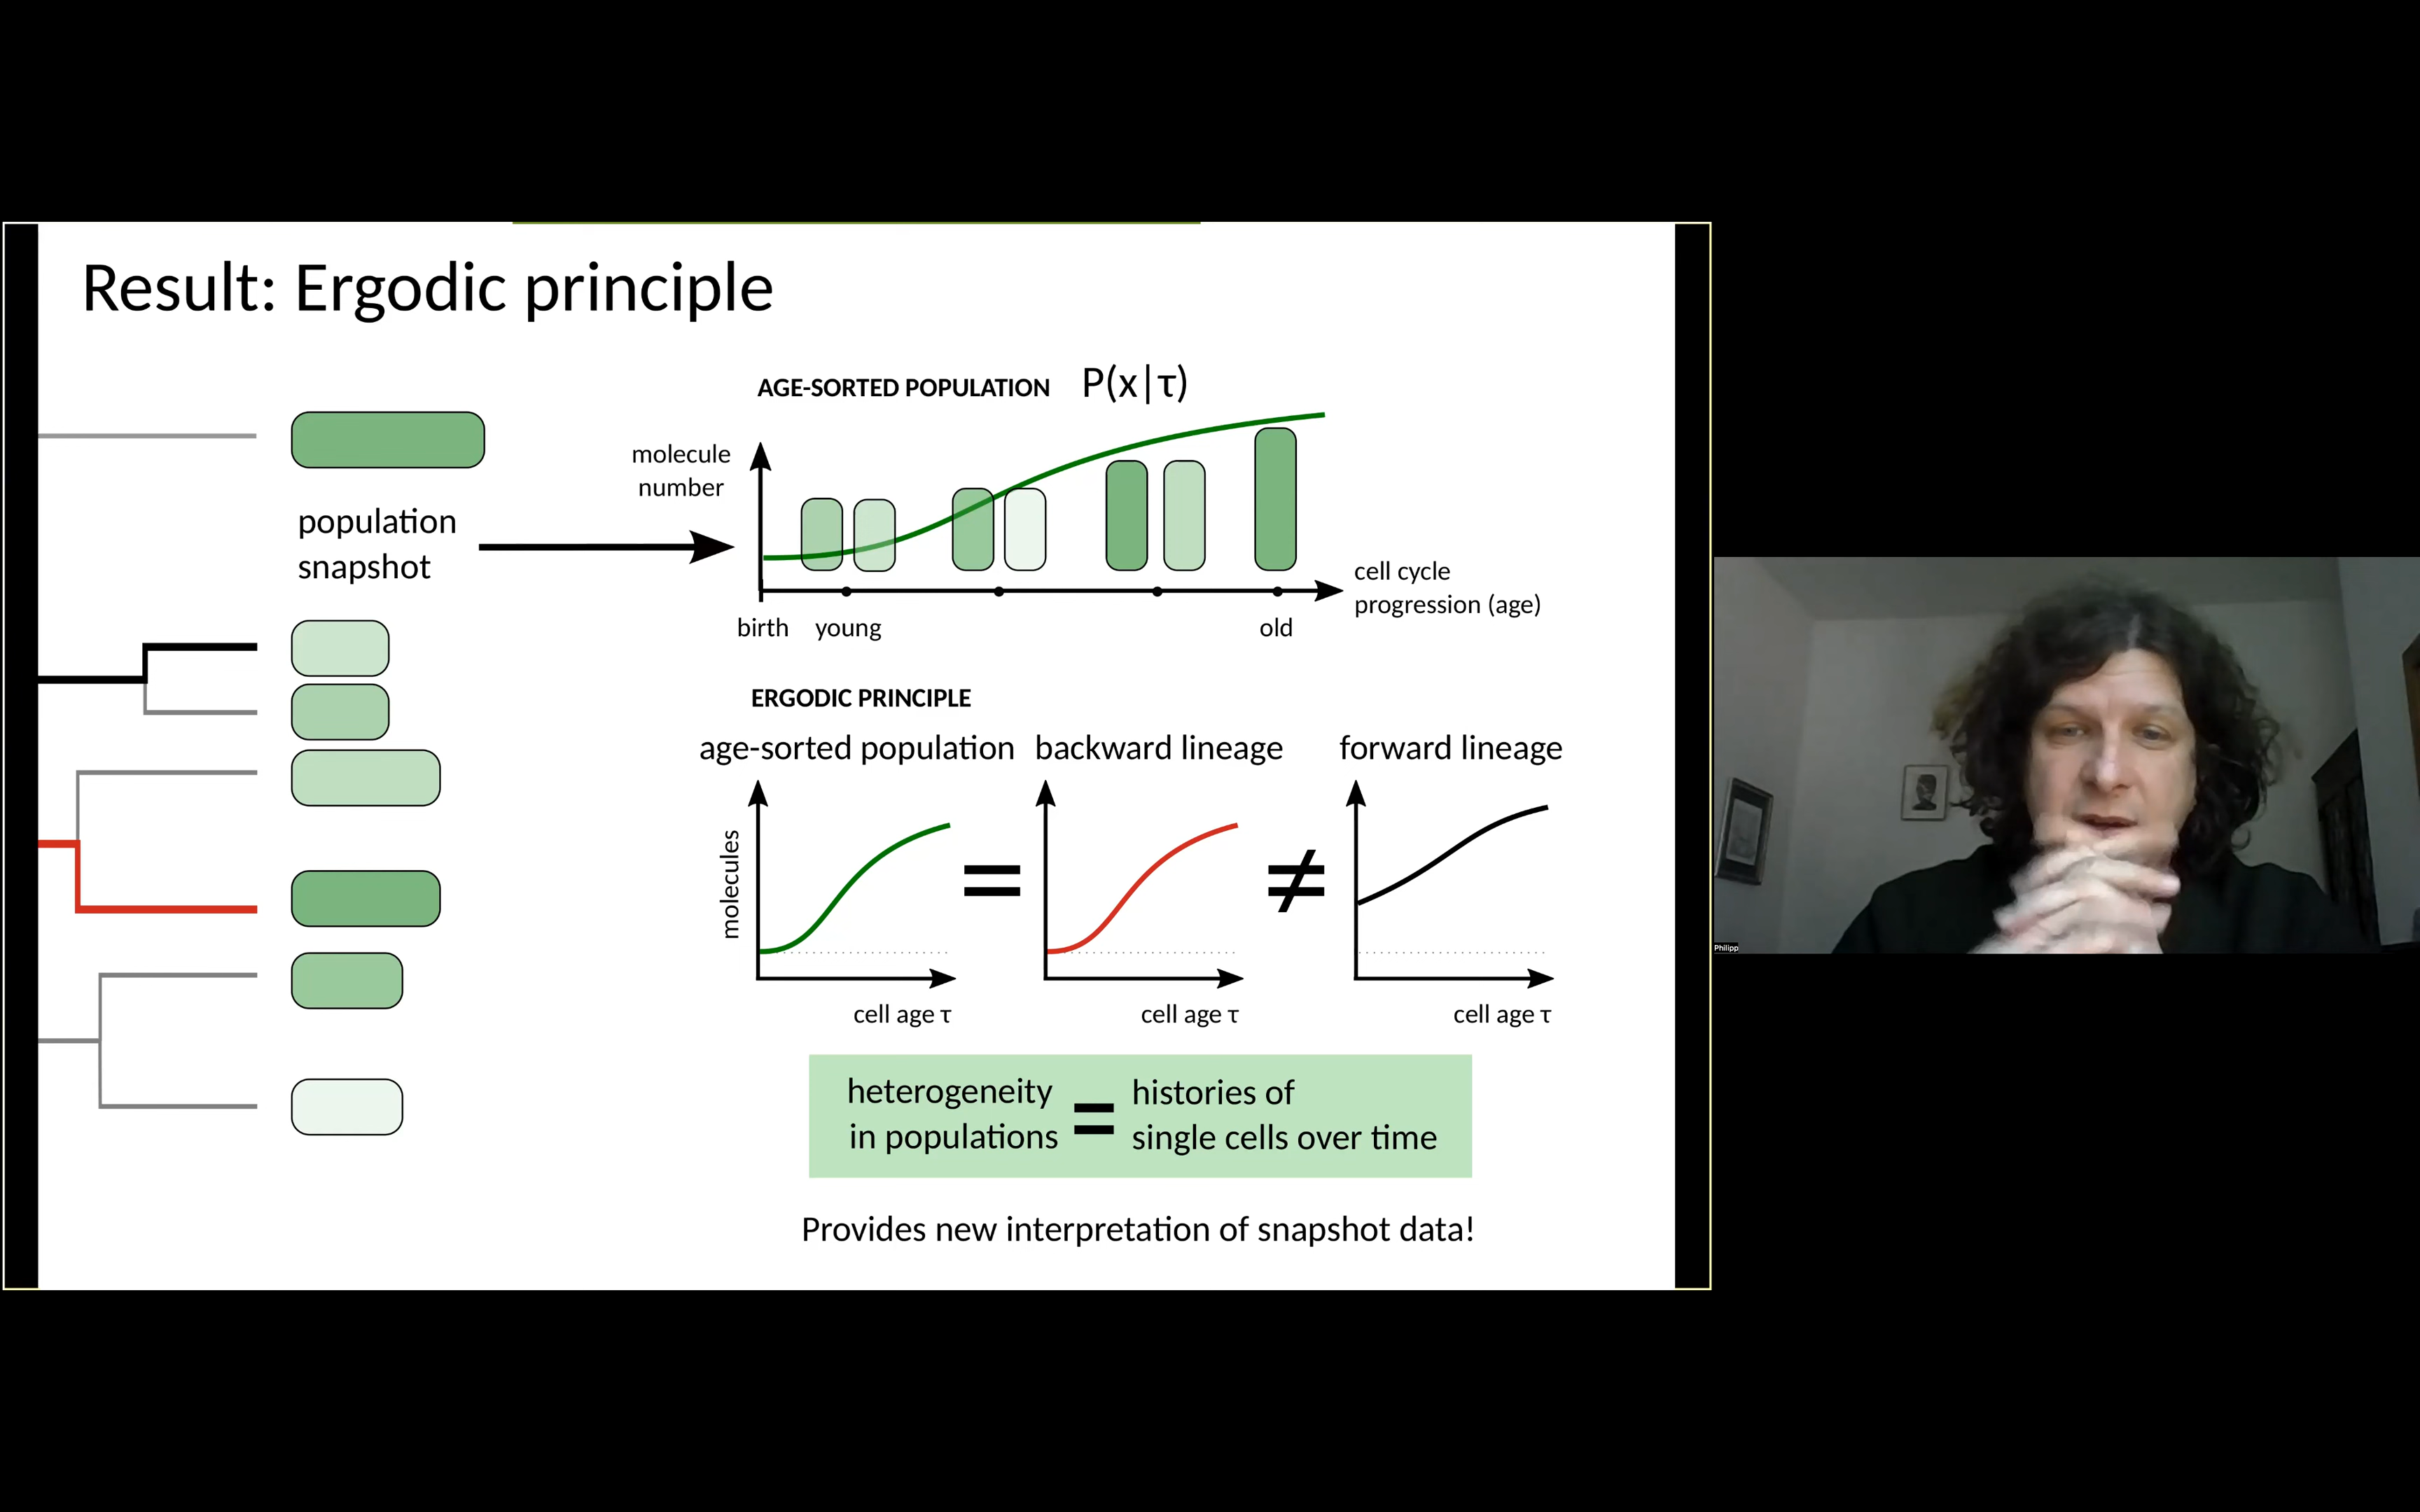 Result: Ergodic principle
AGE-SORTED POPULATION P(x|τ)
molecule
number
population
snapshot
cell cycle
progression (age)
birth young old
ERGODIC PRINCIPLE
age-sorted population backward lineage forward lineage
molecules
= ≠
cell age τ cell age τ cell age τ
heterogeneity
in populations
=
histories of
single cells over time
Provides new interpretation of snapshot data!
Philipp